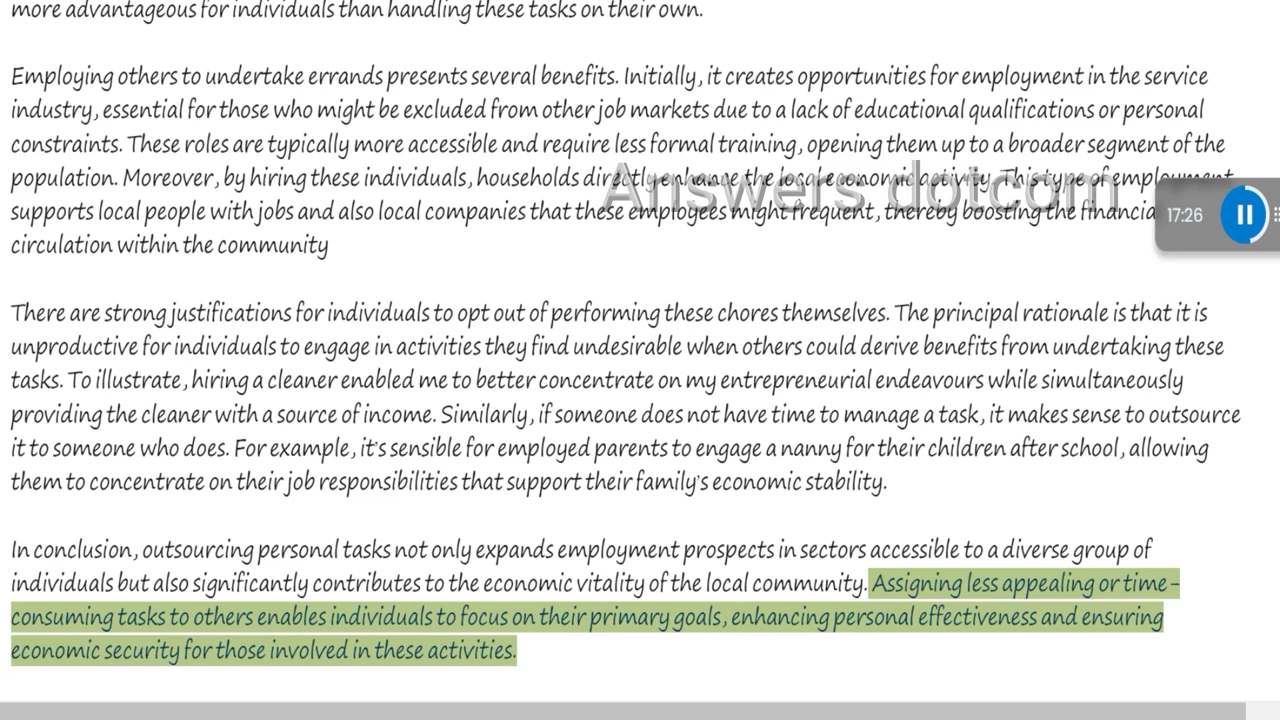 more advantageous for individuals than handling these tasks on their own.
Employing others to undertake errands presents several benefits. Initially, it creates opportunities for employment in the service
industry, essential for those who might be excluded from other job markets due to a lack of educational qualifications or personal
constraints. These roles are typically more accessible and require less formal training, opening them up to a broader segment of the
population. Moreover, by hiring these individuals, households directly enhance the local economic activity. This type of employment
Answers dotcom
supports local people with jobs and also local companies that these employees might frequent, thereby boosting the financia
17:26
circulation within the community
There are strong justifications for individuals to opt out of performing these chores themselves. The principal rationale is that it is
unproductive for individuals to engage in activities they find undesirable when others could derive benefits from undertaking these
tasks. To illustrate, hiring a cleaner enabled me to better concentrate on my entrepreneurial endeavours while simultaneously
providing the cleaner with a source of income. Similarly, if someone does not have time to manage a task, it makes sense to outsource
it to someone who does. For example, it's sensible for employed parents to engage a nanny for their children after school, allowing
them to concentrate on their job responsibilities that support their family's economic stability.
In conclusion, outsourcing personal tasks not only expands employment prospects in sectors accessible to a diverse group of
individuals but also significantly contributes to the economic vitality of the local community. Assigning less appealing or time-
consuming tasks to others enables individuals to focus on their primary goals, enhancing personal effectiveness and ensuring
economic security for those involved in these activities.